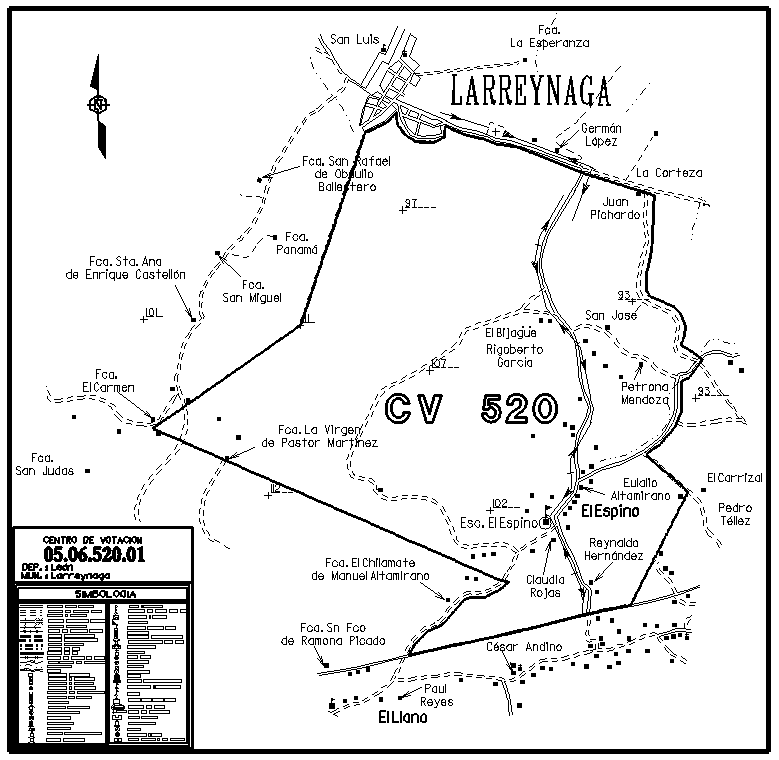 San Luis
Fca.
La Esperanza
LARREYNAGA
Germán
López
Fca. San Rafael
de Obdulio
Ballestero
La Corteza
Juan
Pichardo
97
Fca.
Panamá
Fca. Sta. Ana
de Enrique Castellón
Fca.
San Miguel
101
93
San José
El Bijague
Rigoberto
García
107
Fca.
El Carmen
Petrona
Mendoza
93
CV 520
Fca. La Virgen
de Pastor Martínez
Fca.
San Judas
112
102
Eulalio
Altamirano
El Carrizal
Esc. El Espino
El Espino
Pedro
Téllez
Reynaldo
Hernández
Fca. El Chilamate
de Manuel Altamirano
Claudia
Rojas
Fca. Sn Fco
de Ramona Picado
César Andino
Paul
Reyes
El Llano
CENTRO DE VOTACION
05.06.520.01
DEP. : León
MUN. : Larreynaga
SIMBOLOGIA